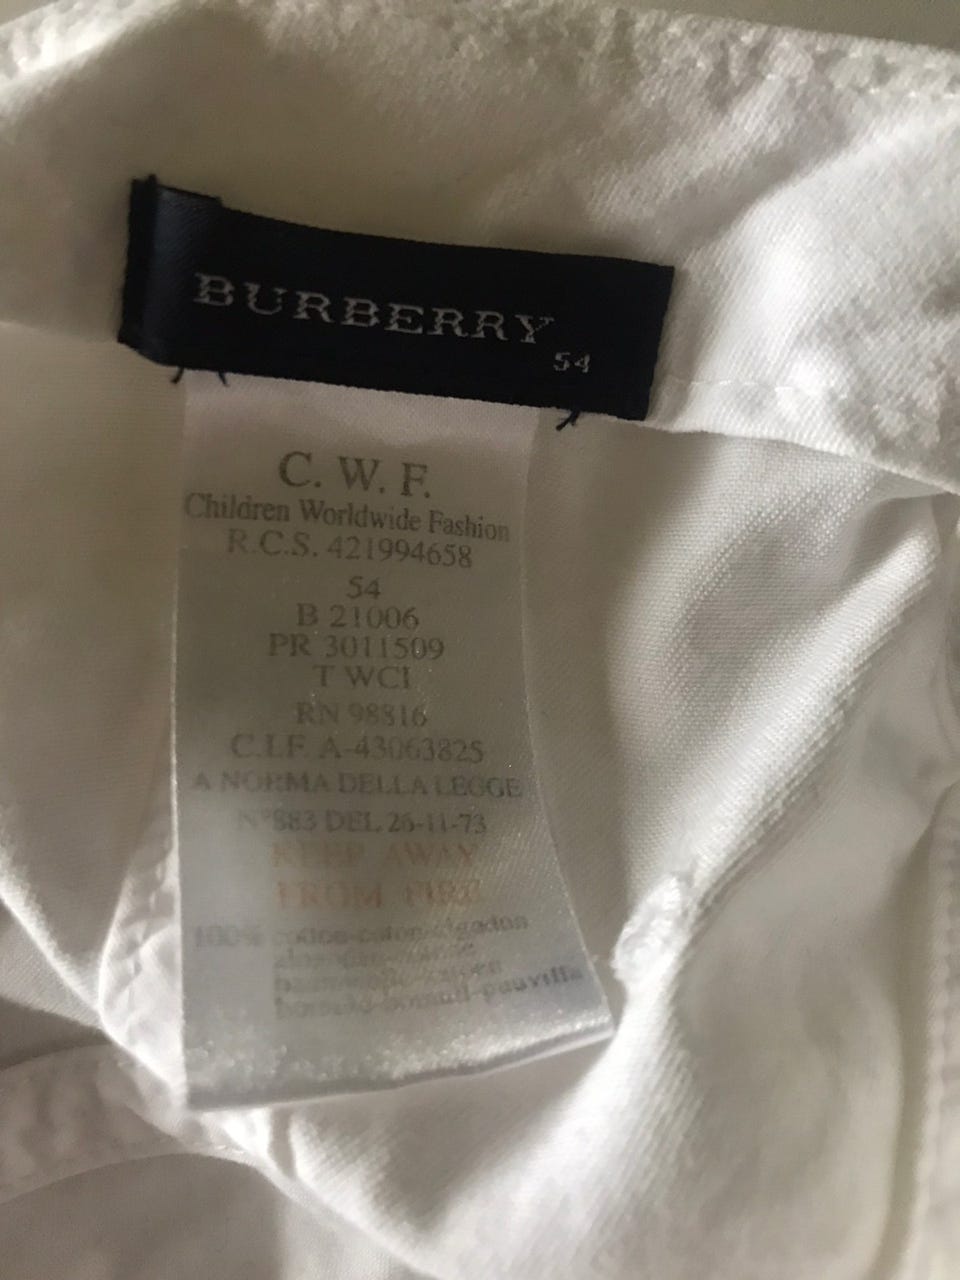 BURBERRY
54
C. W. F.
Children Worldwide Fashion
R.C.S. 421994658
54
B 21006
PR 3011509
T WCI
RN 98816
C.I.F. A-43063825
A NORMA DELLA LEGGE
N°883 DEL 26-11-73
KEEP AWAY
FROM FIRE
100%